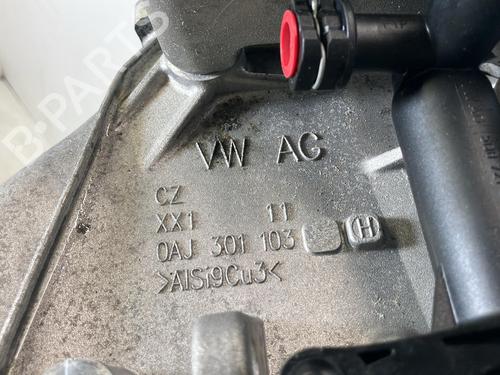 B-PARTS
VW AG
CZ
XX1 11
0AJ 301 103 H
>AlSi9Cu3<